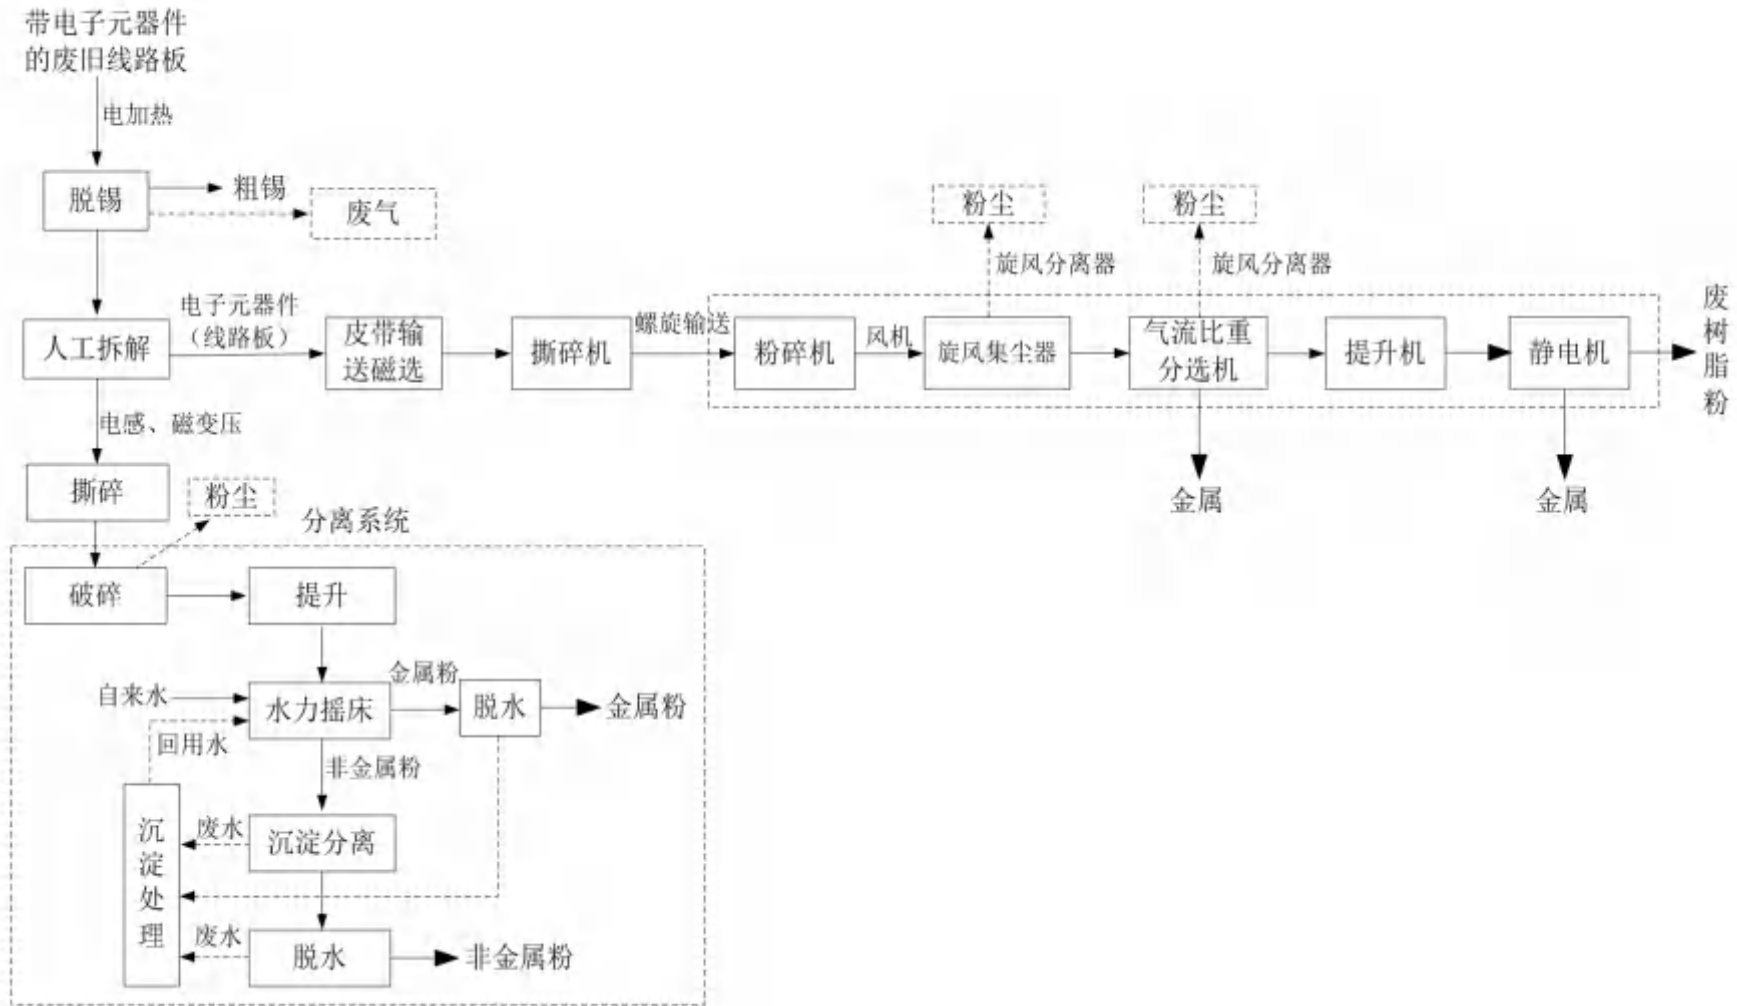 带电子元器件
的废旧线路板
电加热
脱锡
粗锡
废气
粉尘
粉尘
旋风分离器
旋风分离器
电子元器件
（线路板）
人工拆解
皮带输
送磁选
撕碎机
螺旋输送
粉碎机
风机
旋风集尘器
气流比重
分选机
提升机
静电机
废
树
脂
粉
电感、磁变压
金属
金属
撕碎
粉尘
分离系统
破碎
提升
自来水
水力摇床
金属粉
脱水
金属粉
回用水
非金属粉
沉
淀
处
理
废水
沉淀分离
废水
脱水
非金属粉